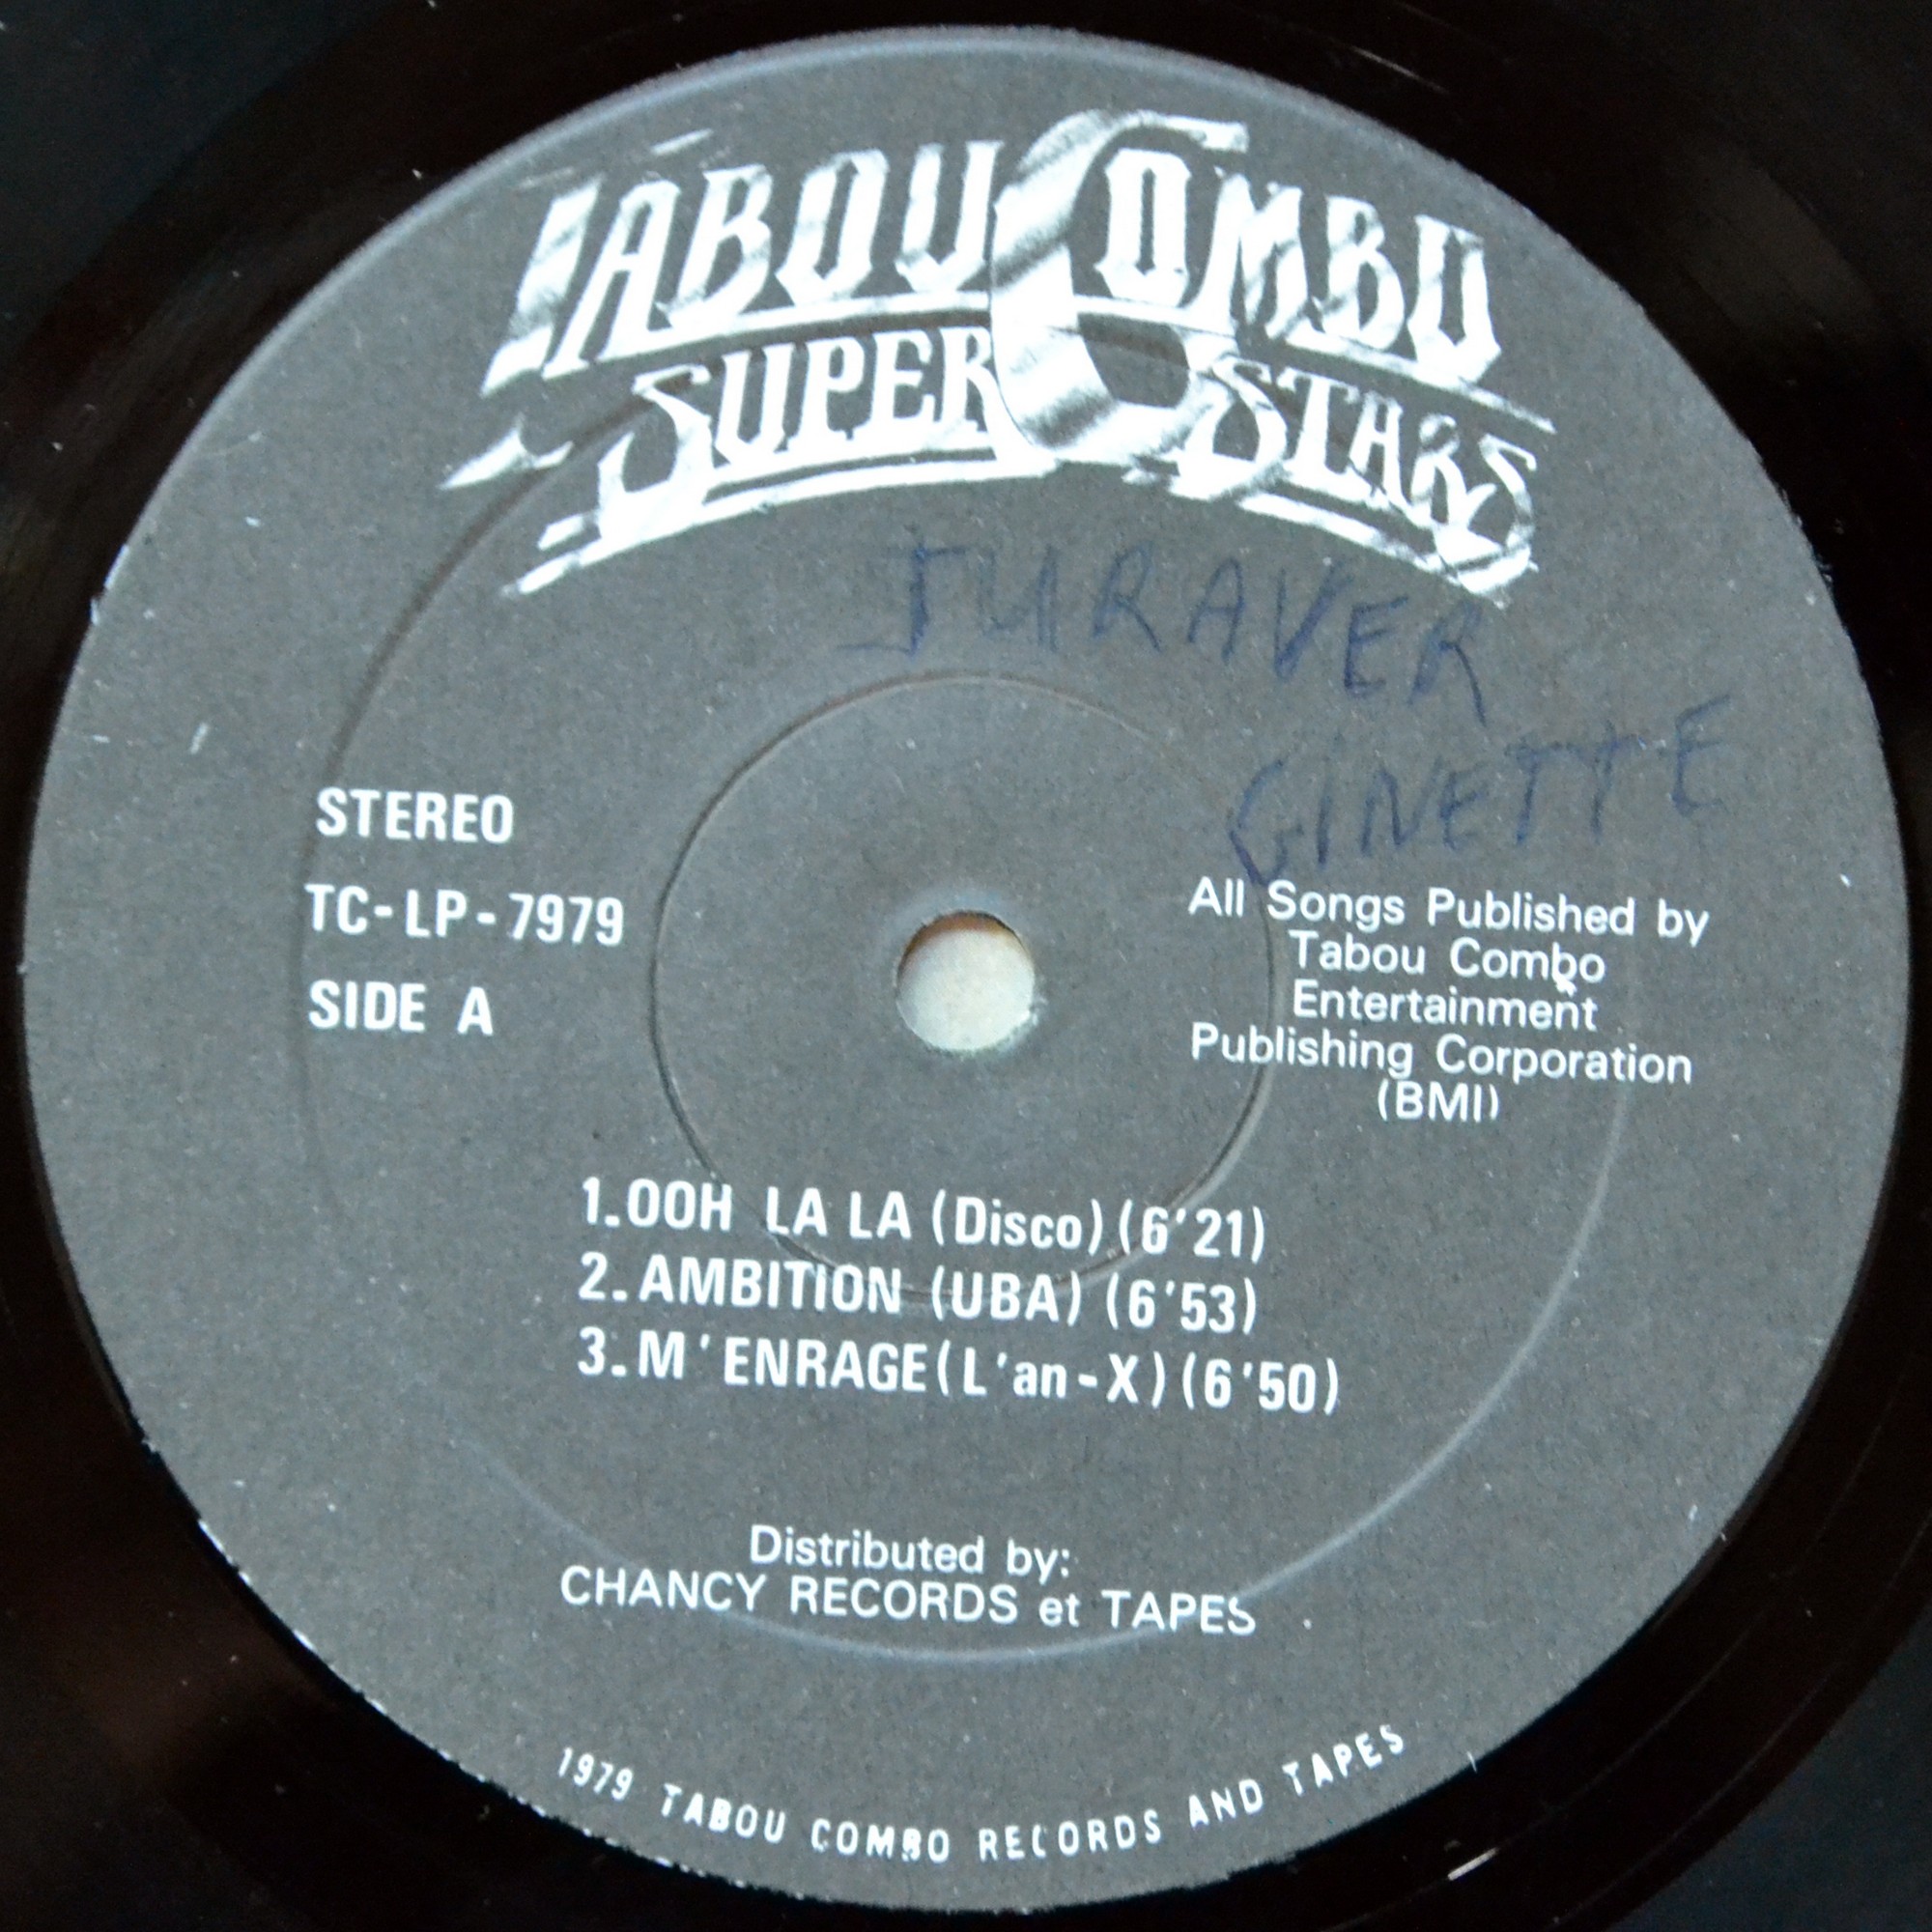 TABOU COMBO
SUPER STARS
JURAVER
GINETTE
STEREO
TC-LP-7979
SIDE A
All Songs Published by
Tabou Combo
Entertainment
Publishing Corporation
(BMI)
1.OOH LA LA (Disco) (6'21)
2.AMBITION (UBA) (6'53)
3.M'ENRAGE (L'an-X) (6'50)
Distributed by:
CHANCY RECORDS et TAPES
1979 TABOU COMBO RECORDS AND TAPES